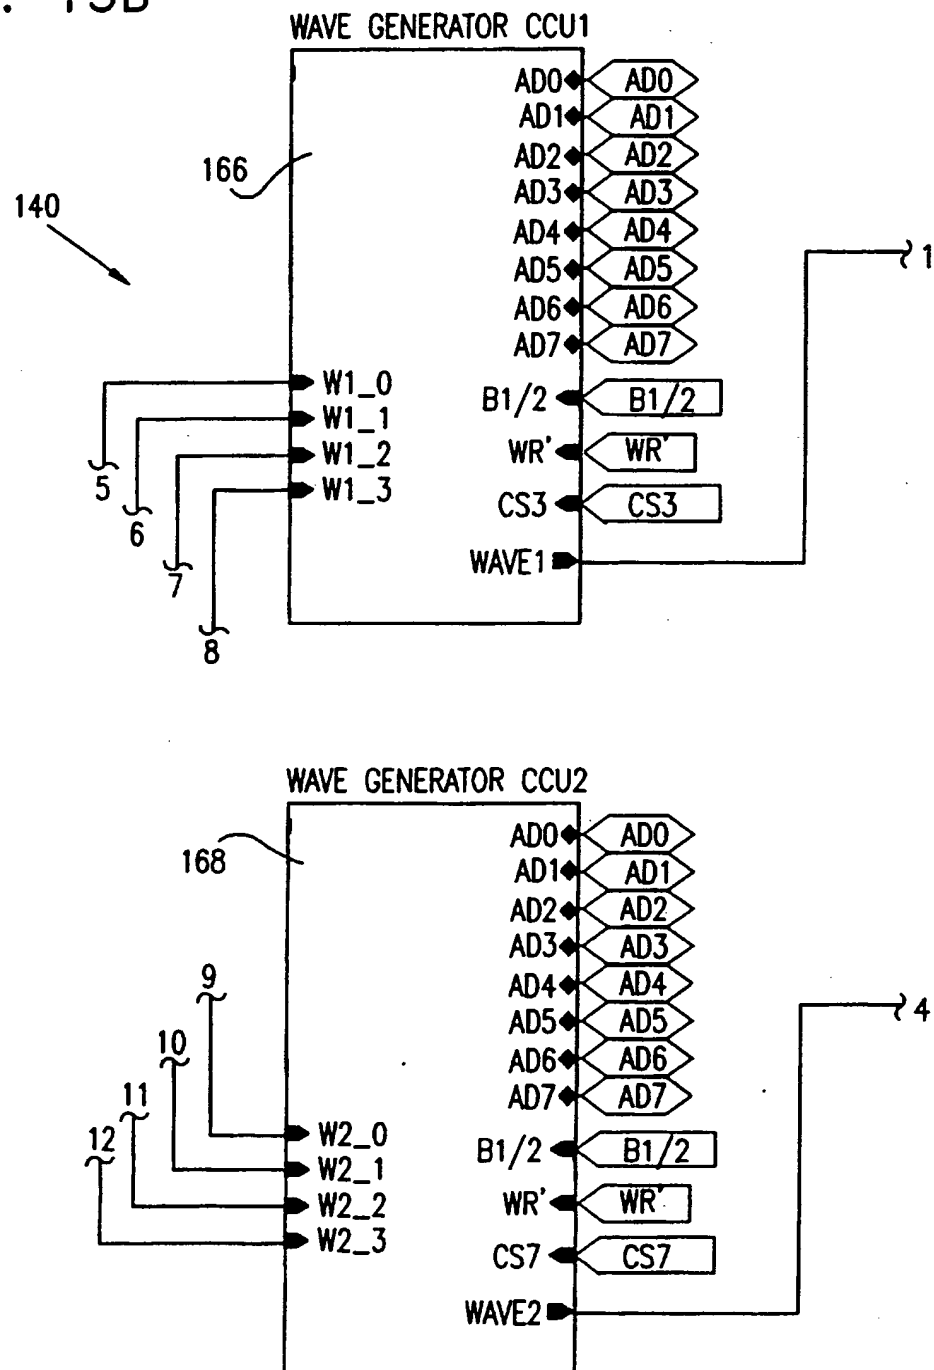 . 13B
WAVE GENERATOR CCU1
AD0 AD0
AD1 AD1
166 AD2 AD2
AD3 AD3
140 AD4 AD4
1
AD5 AD5
AD6 AD6
AD7 AD7
W1_0 B1/2 B1/2
W1_1
W1_2 WR' WR'
5 W1_3 CS3 CS3
6
WAVE1
7
8
WAVE GENERATOR CCU2
AD0 AD0
168 AD1 AD1
AD2 AD2
AD3 AD3
9 AD4 AD4
4
AD5 AD5
10 AD6 AD6
11 AD7 AD7
12 W2_0 B1/2 B1/2
W2_1
W2_2 WR' WR'
W2_3 CS7 CS7
WAVE2